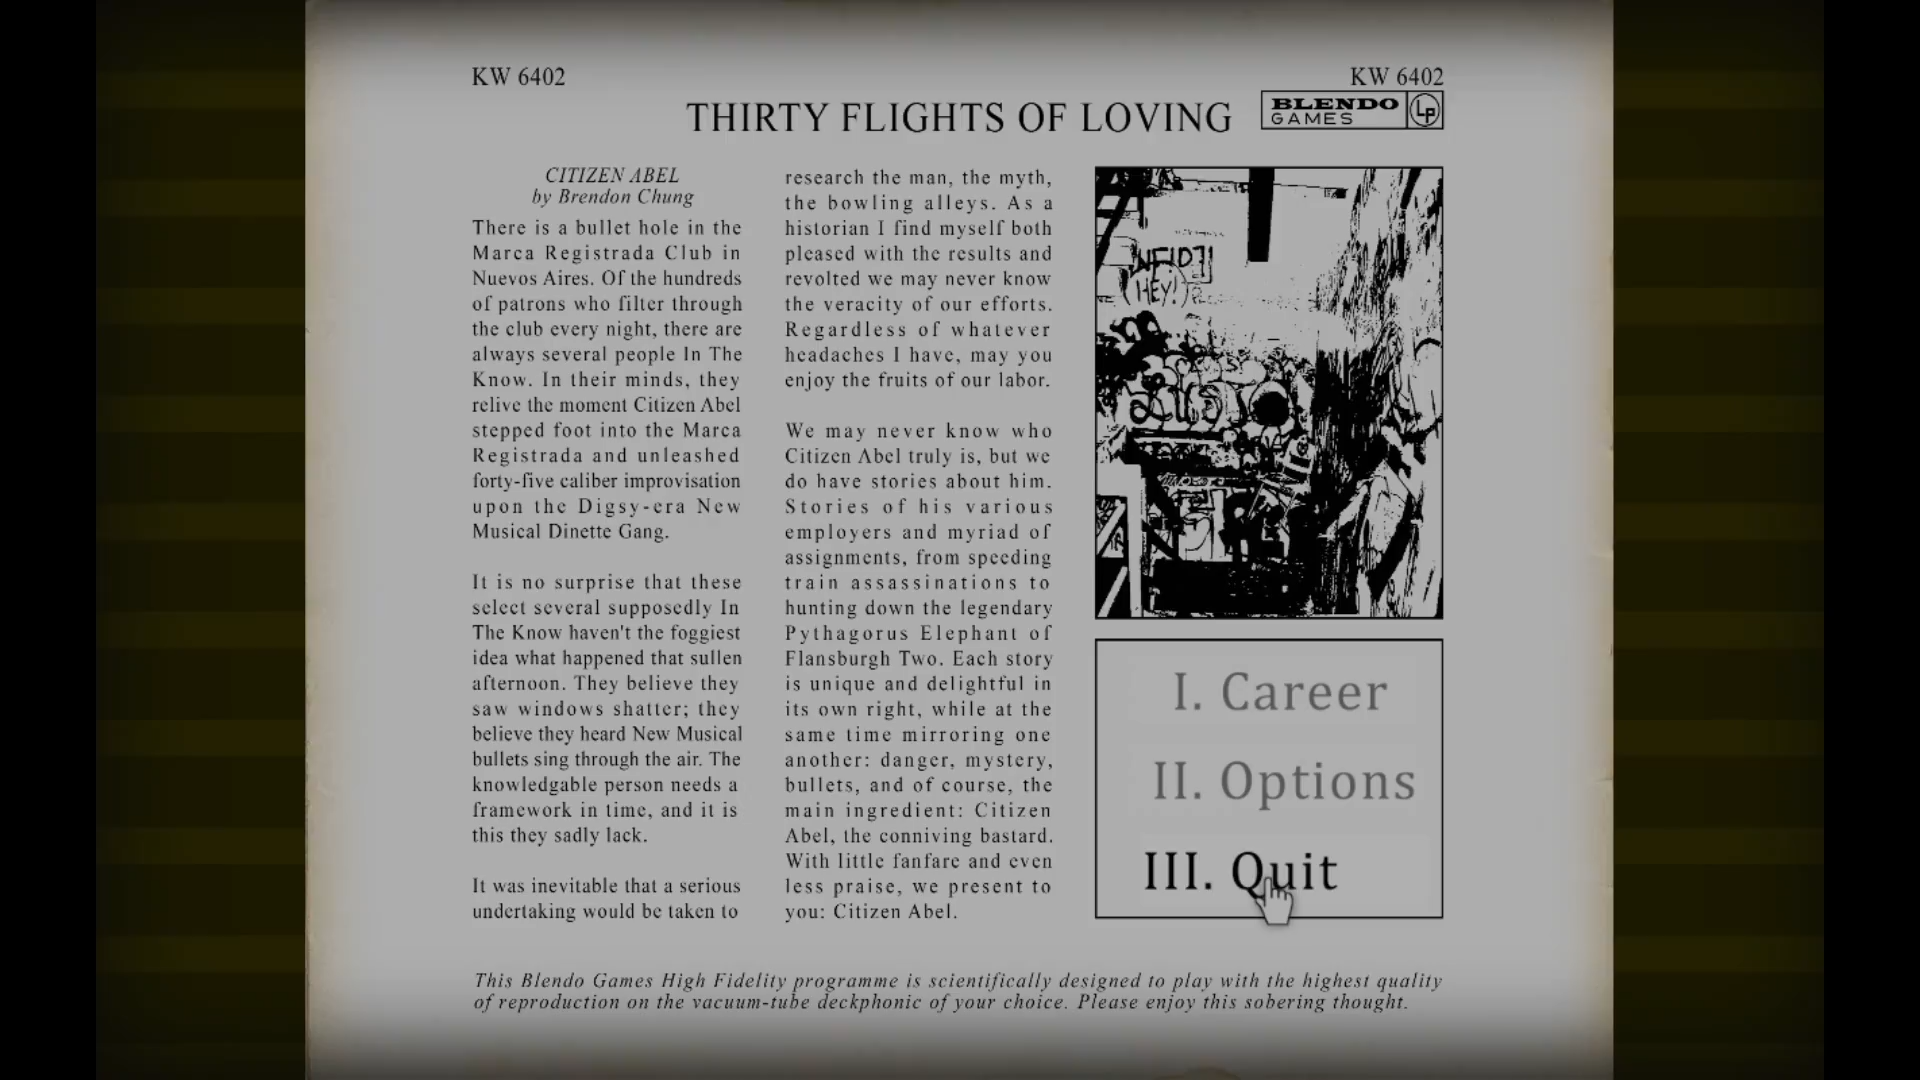 KW 6402
KW 6402
THIRTY FLIGHTS OF LOVING
BLENDO
GAMES
Lp
CITIZEN ABEL
by Brendon Chung
There is a bullet hole in the
Marca Registrada Club in
Nuevos Aires. Of the hundreds
of patrons who filter through
the club every night, there are
always several people In The
Know. In their minds, they
relive the moment Citizen Abel
stepped foot into the Marca
Registrada and unleashed
forty-five caliber improvisation
upon the Digsy-era New
Musical Dinette Gang.
It is no surprise that these
select several supposedly In
The Know haven't the foggiest
idea what happened that sullen
afternoon. They believe they
saw windows shatter; they
believe they heard New Musical
bullets sing through the air. The
knowledgable person needs a
framework in time, and it is
this they sadly lack.
It was inevitable that a serious
undertaking would be taken to
research the man, the myth,
the bowling alleys. As a
historian I find myself both
pleased with the results and
revolted we may never know
the veracity of our efforts.
Regardless of whatever
headaches I have, may you
enjoy the fruits of our labor.
We may never know who
Citizen Abel truly is, but we
do have stories about him.
Stories of his various
employers and myriad of
assignments, from speeding
train assassinations to
hunting down the legendary
Pythagorus Elephant of
Flansburgh Two. Each story
is unique and delightful in
its own right, while at the
same time mirroring one
another: danger, mystery,
bullets, and of course, the
main ingredient: Citizen
Abel, the conniving bastard.
With little fanfare and even
less praise, we present to
you: Citizen Abel.
(HEY!)
I. Career
II. Options
III. Quit
This Blendo Games High Fidelity programme is scientifically designed to play with the highest quality
of reproduction on the vacuum-tube deckphonic of your choice. Please enjoy this sobering thought.